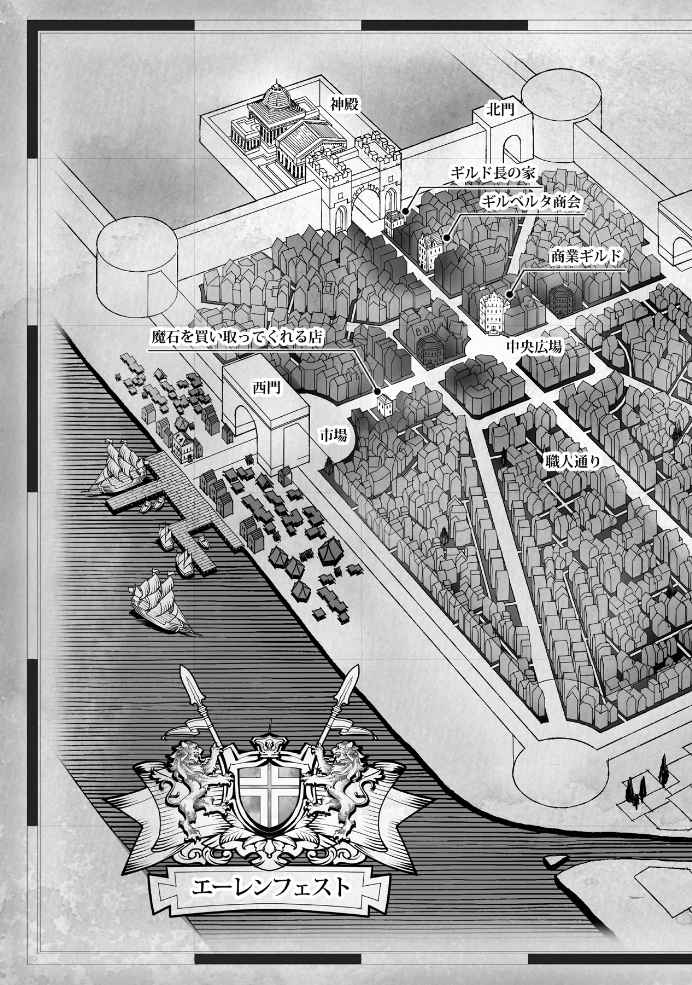 神殿
北門
ギルド長の家
ギルベルタ商会
商業ギルド
魔石を買い取ってくれる店
中央広場
西門
市場
職人通り
エーレンフェスト